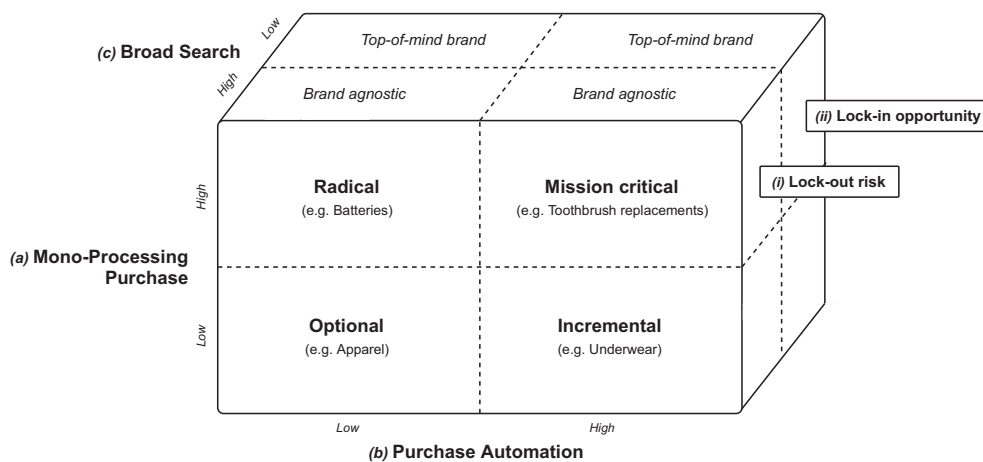 Low
Top-of-mind brand
Top-of-mind brand
(c) Broad Search
High
Brand agnostic
Brand agnostic
(ii) Lock-in opportunity
High
Radical
(e.g. Batteries)
Mission critical
(e.g. Toothbrush replacements)
(i) Lock-out risk
(a) Mono-Processing
Purchase
Low
Optional
(e.g. Apparel)
Incremental
(e.g. Underwear)
Low
High
(b) Purchase Automation